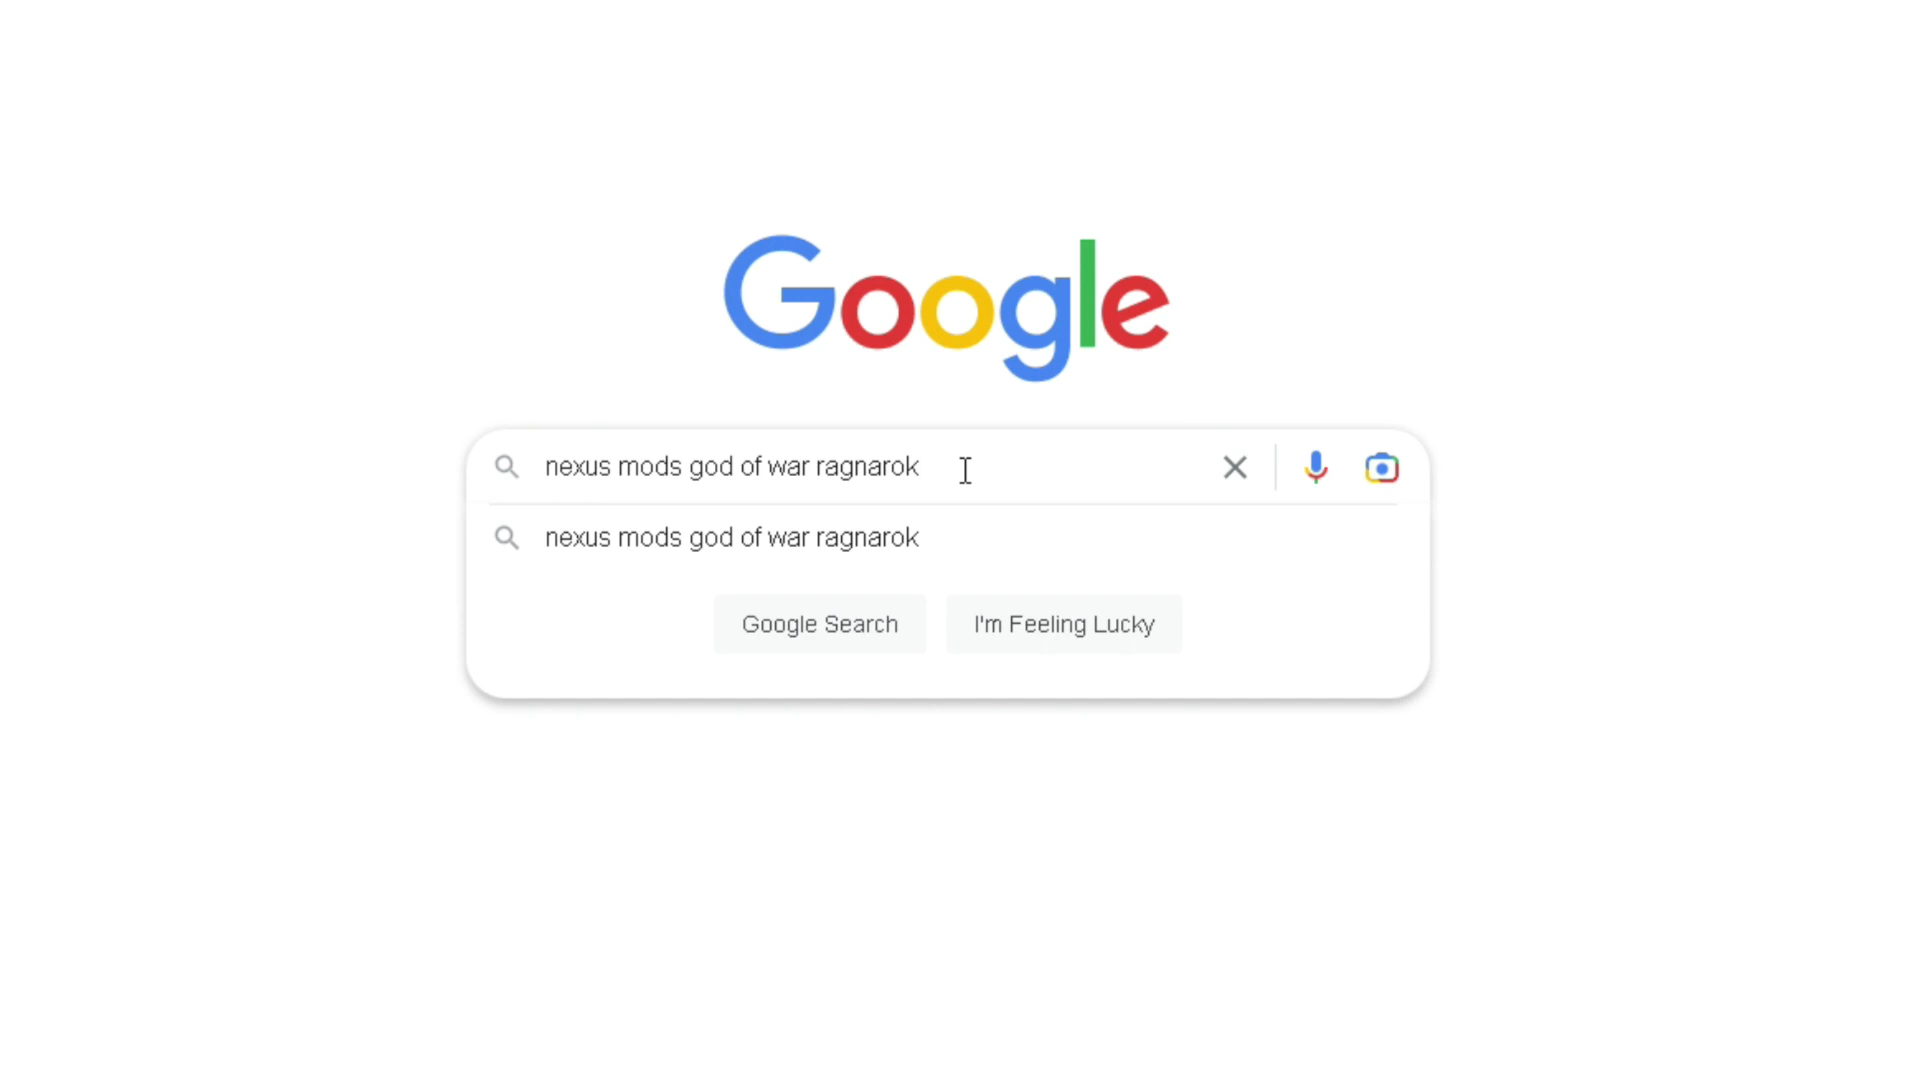 Google
nexus mods god of war ragnarok
nexus mods god of war ragnarok
Google Search
I'm Feeling Lucky